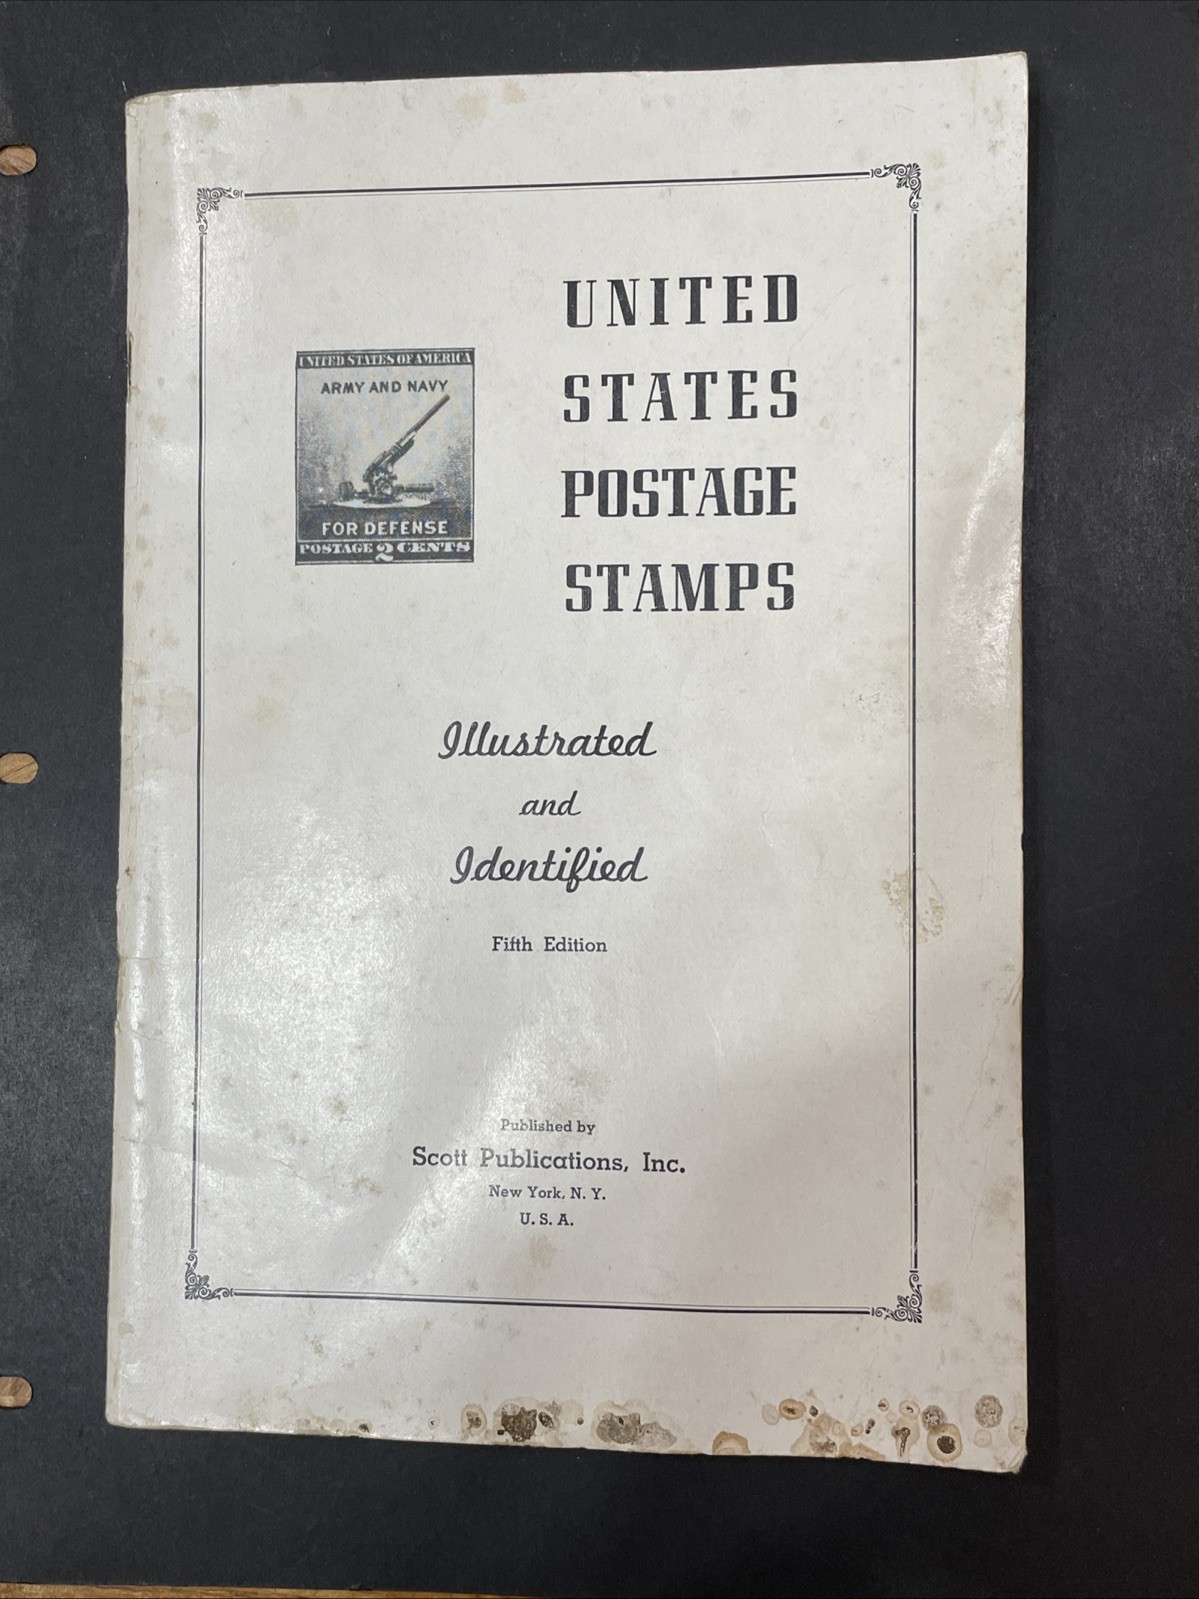 UNITED STATES OF AMERICA
ARMY AND NAVY
FOR DEFENSE
POSTAGE 2 CENTS
UNITED
STATES
POSTAGE
STAMPS
Illustrated
and
Identified
Fifth Edition
Published by
Scott Publications, Inc.
New York, N. Y.
U. S. A.